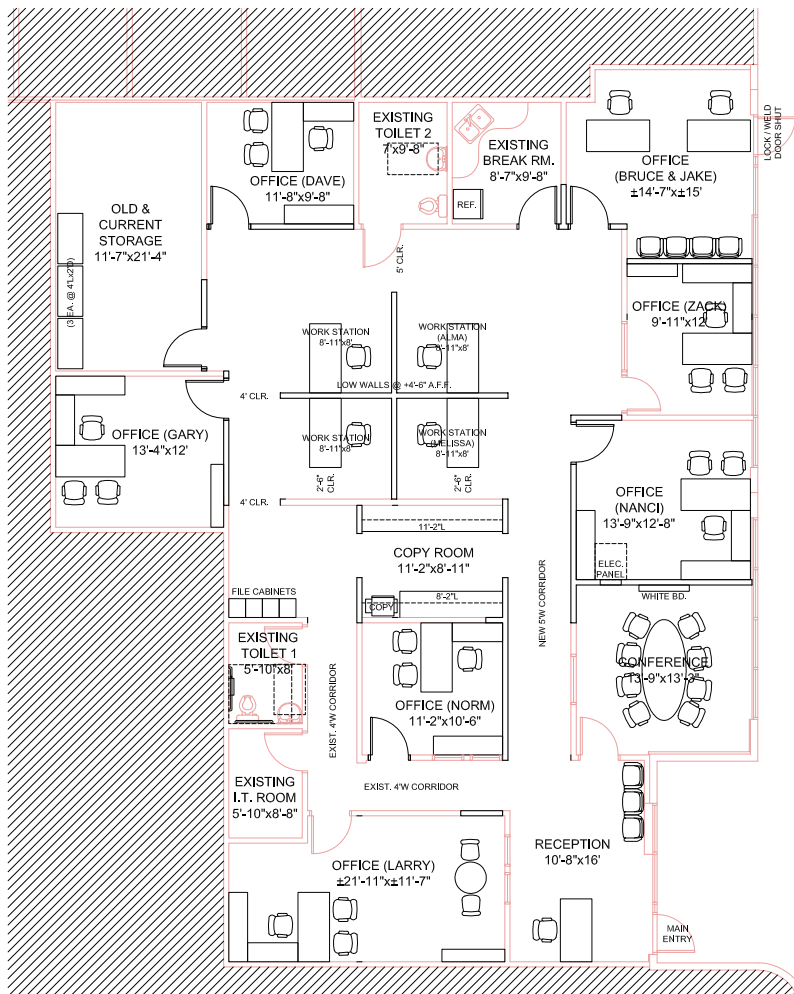 EXISTING
TOILET 2
7'x9'-8"
EXISTING
BREAK RM.
8'-7"x9'-8"
REF.
OFFICE (DAVE)
11'-8"x9'-8"
OFFICE
(BRUCE & JAKE)
±14'-7"x±15'
LOCK / WELD
DOOR SHUT
OLD &
CURRENT
STORAGE
11'-7"x21'-4"
(3 EA. @ 4'Lx2'D)
5' CLR.
OFFICE (ZACK)
9'-11"x12'
WORK STATION
8'-11"x8'
WORK STATION
(ALMA)
8'-11"x8'
LOW WALLS @ +4'-6" A.F.F.
4' CLR.
OFFICE (GARY)
13'-4"x12'
WORK STATION
8'-11"x8'
WORK STATION
(MELISSA)
8'-11"x8'
2'-6"
CLR.
2'-6"
CLR.
4' CLR.
OFFICE
(NANCI)
13'-9"x12'-8"
ELEC.
PANEL
11'-2"L
COPY ROOM
11'-2"x8'-11"
8'-2"L
COPY
FILE CABINETS
NEW 5'W CORRIDOR
WHITE BD.
EXISTING
TOILET 1
5'-10"x8'
CONFERENCE
13'-9"x13'-3"
EXIST. 4'W CORRIDOR
OFFICE (NORM)
11'-2"x10'-6"
EXISTING
I.T. ROOM
5'-10"x8'-8"
EXIST. 4'W CORRIDOR
OFFICE (LARRY)
±21'-11"x±11'-7"
RECEPTION
10'-8"x16'
MAIN
ENTRY